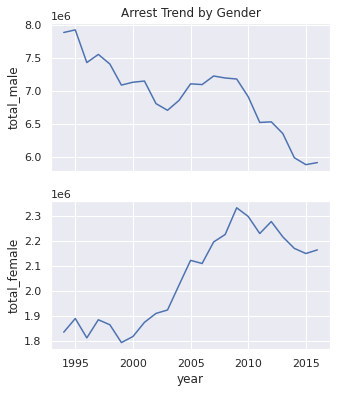 Arrest Trend by Gender
1e6
8.0
7.5
7.0
6.5
6.0
total_male
1e6
2.3
2.2
2.1
2.0
1.9
1.8
total_female
1995 2000 2005 2010 2015
year